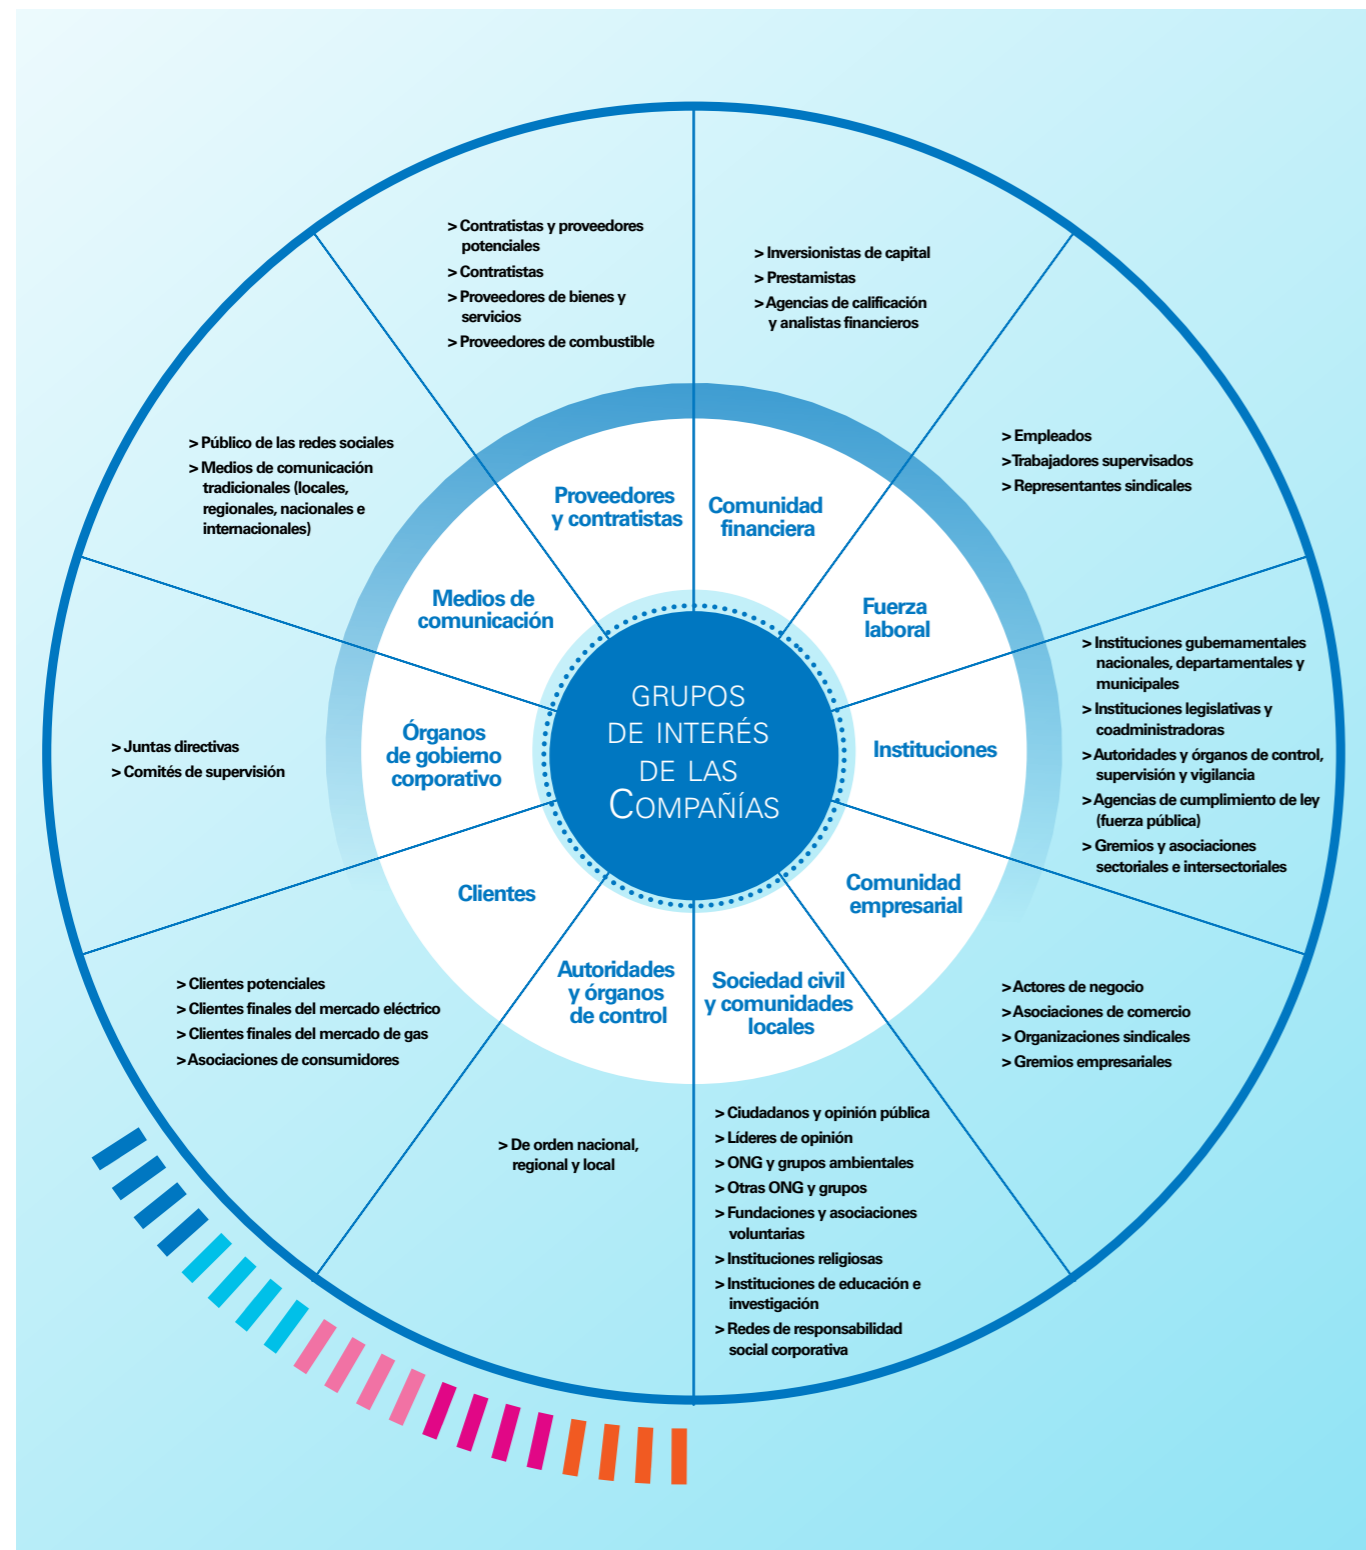 > Contratistas y proveedores
potenciales
> Contratistas
> Proveedores de bienes y
servicios
> Proveedores de combustible
> Inversionistas de capital
> Prestamistas
> Agencias de calificación
y analistas financieros
> Público de las redes sociales
> Medios de comunicación
tradicionales (locales,
regionales, nacionales e
internacionales)
> Empleados
> Trabajadores supervisados
> Representantes sindicales
Proveedores
y contratistas
Comunidad
financiera
Medios de
comunicación
Fuerza
laboral
> Instituciones gubernamentales
nacionales, departamentales y
municipales
> Instituciones legislativas y
coadministradoras
> Autoridades y órganos de control,
supervisión y vigilancia
> Agencias de cumplimiento de ley
(fuerza pública)
> Gremios y asociaciones
sectoriales e intersectoriales
GRUPOS
DE INTERÉS
DE LAS
COMPAÑÍAS
Órganos
de gobierno
corporativo
Instituciones
> Juntas directivas
> Comités de supervisión
Clientes
Comunidad
empresarial
Autoridades
y órganos
de control
Sociedad civil
y comunidades
locales
> Clientes potenciales
> Clientes finales del mercado eléctrico
> Clientes finales del mercado de gas
> Asociaciones de consumidores
> Actores de negocio
> Asociaciones de comercio
> Organizaciones sindicales
> Gremios empresariales
> De orden nacional,
regional y local
> Ciudadanos y opinión pública
> Líderes de opinión
> ONG y grupos ambientales
> Otras ONG y grupos
> Fundaciones y asociaciones
voluntarias
> Instituciones religiosas
> Instituciones de educación e
investigación
> Redes de responsabilidad
social corporativa